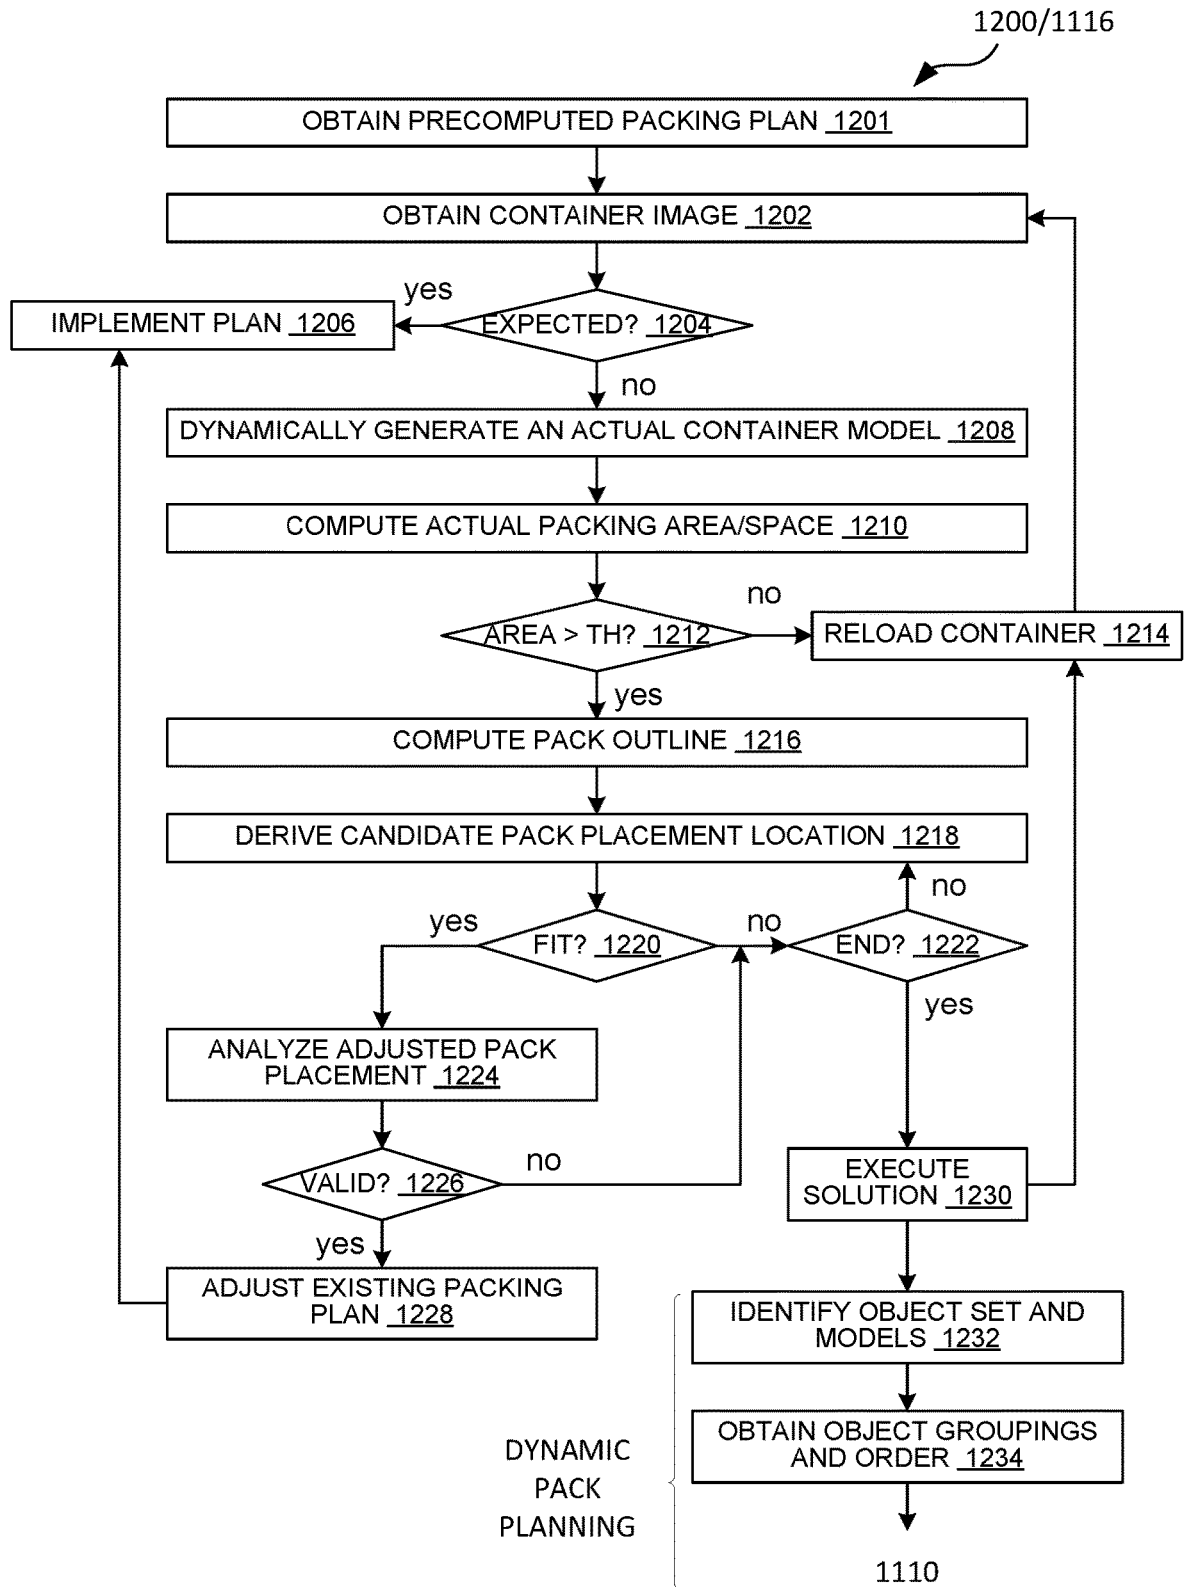 1200/1116
OBTAIN PRECOMPUTED PACKING PLAN 1201
OBTAIN CONTAINER IMAGE 1202
yes
IMPLEMENT PLAN 1206
EXPECTED? 1204
no
DYNAMICALLY GENERATE AN ACTUAL CONTAINER MODEL 1208
COMPUTE ACTUAL PACKING AREA/SPACE 1210
no
AREA > TH? 1212
RELOAD CONTAINER 1214
yes
COMPUTE PACK OUTLINE 1216
DERIVE CANDIDATE PACK PLACEMENT LOCATION 1218
no
yes
no
FIT? 1220
END? 1222
yes
ANALYZE ADJUSTED PACK
PLACEMENT 1224
no
VALID? 1226
EXECUTE
SOLUTION 1230
yes
ADJUST EXISTING PACKING
PLAN 1228
IDENTIFY OBJECT SET AND
MODELS 1232
OBTAIN OBJECT GROUPINGS
AND ORDER 1234
DYNAMIC
PACK
PLANNING
1110